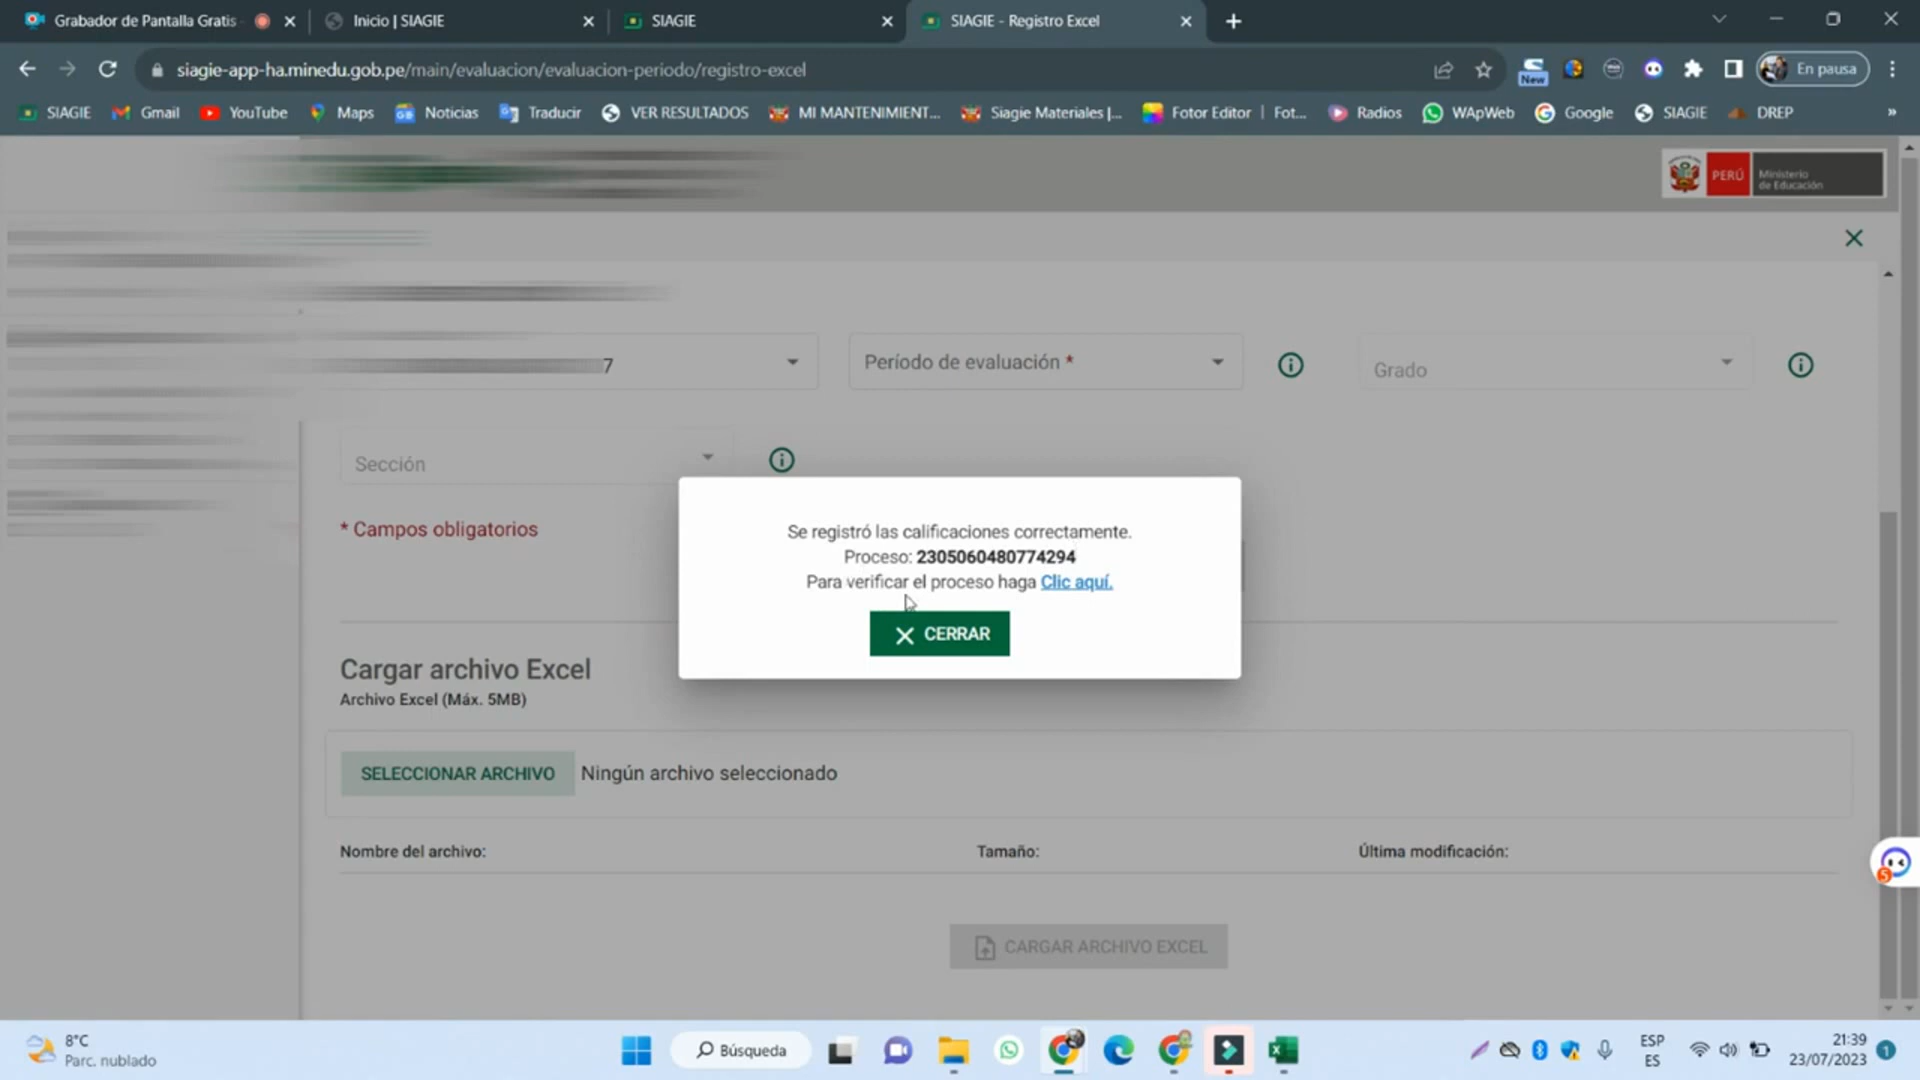 Grabador de Pantalla Gratis
Inicio | SIAGIE
SIAGIE
SIAGIE - Registro Excel
siagie-app-ha.minedu.gob.pe/main/evaluacion/evaluacion-periodo/registro-excel
New
En pausa
SIAGIE
Gmail
YouTube
Maps
Noticias
Traducir
VER RESULTADOS
MI MANTENIMIENT...
Siagie Materiales |...
Fotor Editor | Fot...
Radios
WApWeb
Google
SIAGIE
DREP
»
PERÚ
Ministerio
de Educación
7
Período de evaluación *
Grado
Sección
* Campos obligatorios
Se registró las calificaciones correctamente.
Proceso: 2305060480774294
Para verificar el proceso haga Clic aquí.
CERRAR
Cargar archivo Excel
Archivo Excel (Máx. 5MB)
SELECCIONAR ARCHIVO
Ningún archivo seleccionado
Nombre del archivo:
Tamaño:
Última modificación:
5
CARGAR ARCHIVO EXCEL
8°C
Parc. nublado
Búsqueda
ESP
ES
21:39
23/07/2023
1